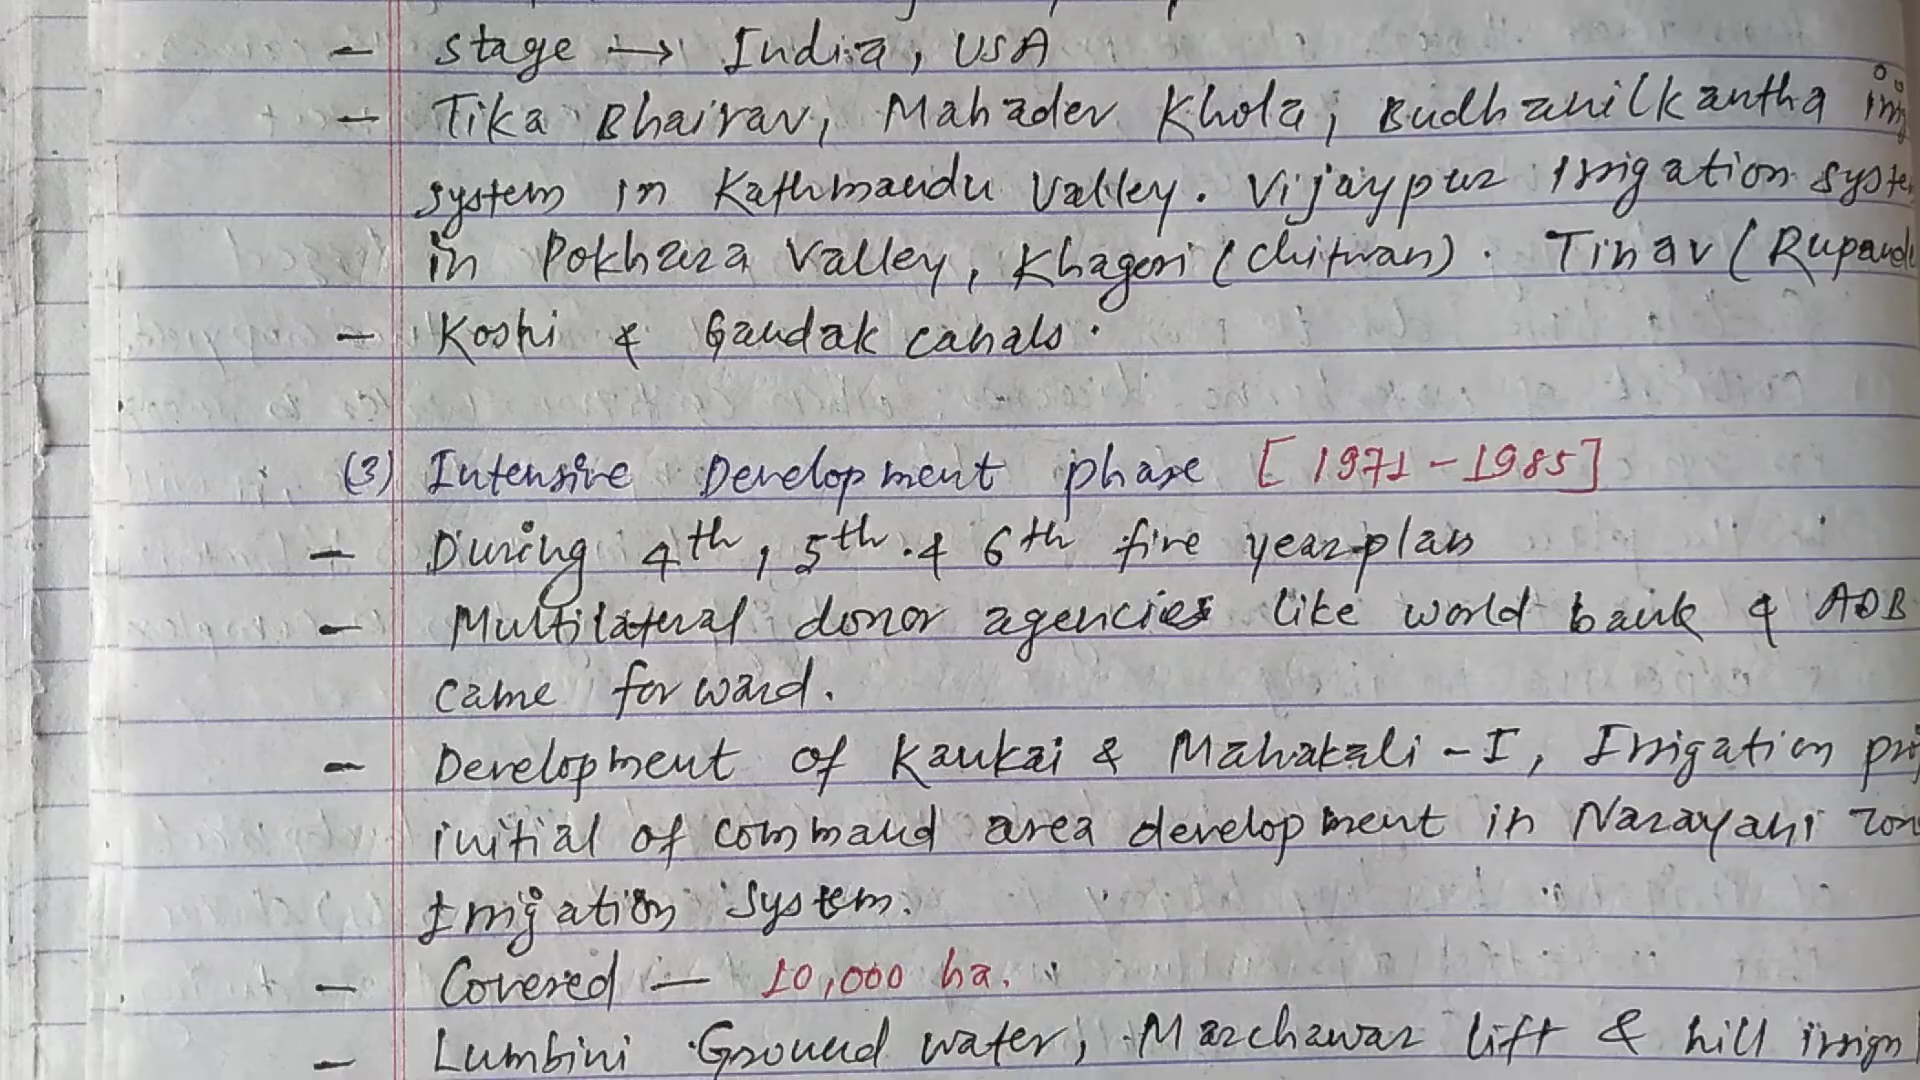 - stage → India, USA
- Tika Bhairav, Mahadev Khola, Budhanilkantha irrig
system in Kathmandu Valley. Vijaypur Irrigation syste
in Pokhara Valley, Khageri (Chitwan). Tinav (Rupande
- Koshi & Gandak canals.
(3) Intensive Development phase [1971-1985]
- During 4th, 5th & 6th five year plan
- Multilateral donor agencies like world bank & ADB
came forward.
- Development of Kankai & Mahakali-I, Irrigation proj
initial of command area development in Narayani zon
Irrigation System.
- Covered - 10,000 ha.
- Lumbini Ground water, Marchawar lift & hill irrign